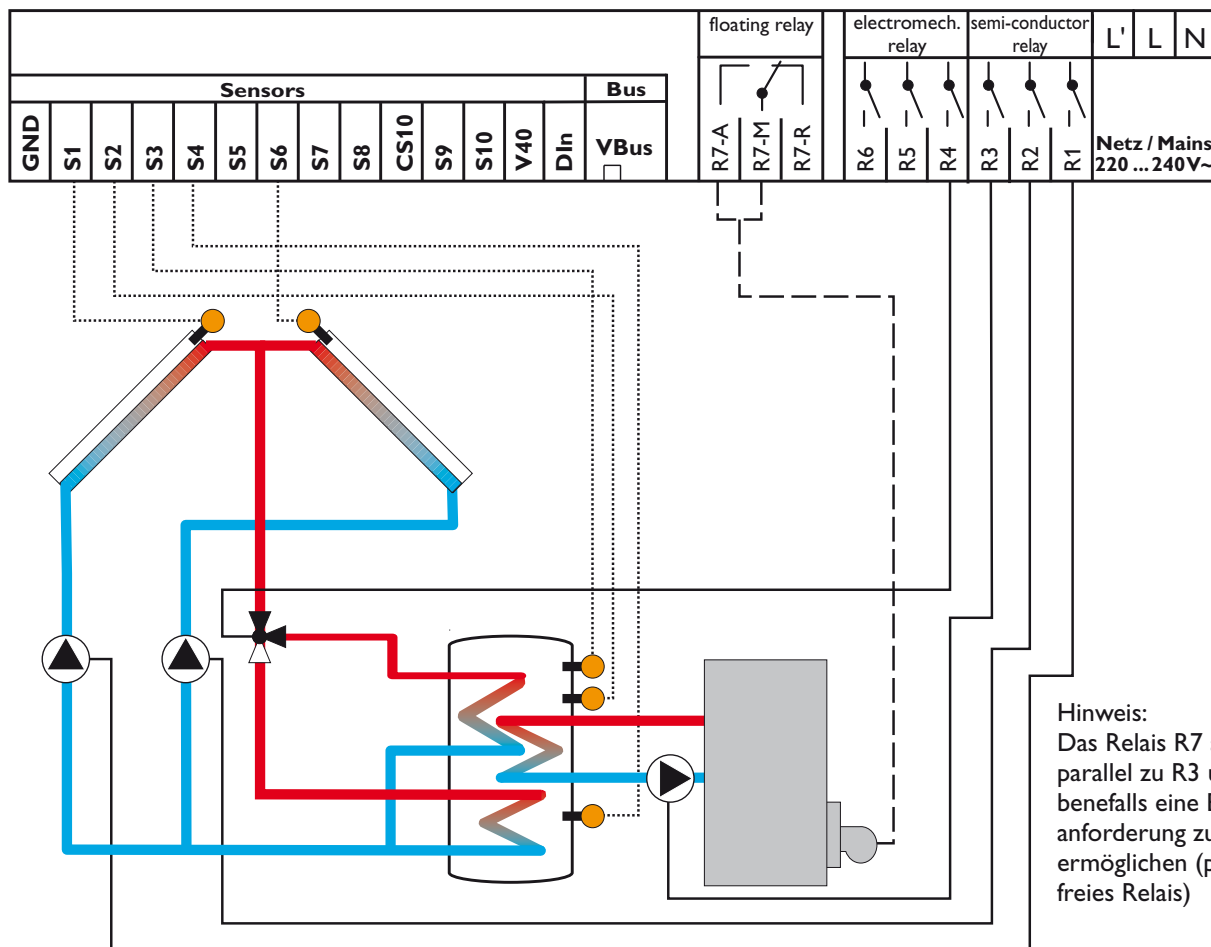 floating relay
electromech.
relay
semi-conductor
relay
L' L N
Sensors Bus
GND S1 S2 S3 S4 S5 S6 S7 S8 CS10 S9 S10 V40 DIn VBus
R7-A R7-M R7-R
R6 R5 R4 R3 R2 R1
Netz / Mains
220 ... 240V~
Hinweis:
Das Relais R7
parallel zu R3
benefalls eine
anforderung zu
ermöglichen
freies Relais)